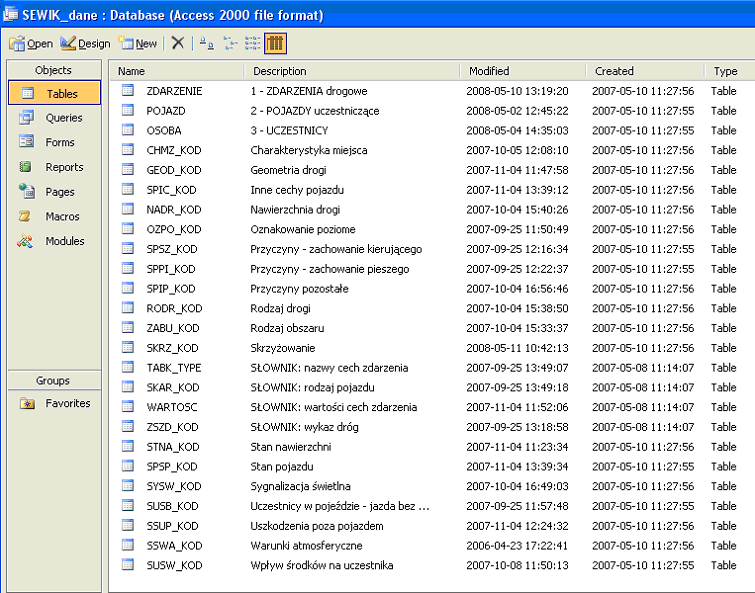 SEWIK_dane : Database (Access 2000 file format)
Open Design New
Objects
Tables
Queries
Forms
Reports
Pages
Macros
Modules
Groups
Favorites
Name Description Modified Created Type
ZDARZENIE 1 - ZDARZENIA drogowe 2008-05-10 13:19:20 2007-05-10 11:27:56 Table
POJAZD 2 - POJAZDY uczestniczące 2008-05-02 12:45:22 2007-05-10 11:27:55 Table
OSOBA 3 - UCZESTNICY 2008-05-04 14:35:03 2007-05-10 11:27:55 Table
CHMZ_KOD Charakterystyka miejsca 2007-10-05 12:08:10 2007-05-10 11:27:56 Table
GEOD_KOD Geometria drogi 2007-11-04 11:47:58 2007-05-10 11:27:56 Table
SPIC_KOD Inne cechy pojazdu 2007-11-04 13:39:12 2007-05-10 11:27:56 Table
NADR_KOD Nawierzchnia drogi 2007-10-04 15:40:26 2007-05-10 11:27:56 Table
OZPO_KOD Oznakowanie poziome 2007-09-25 11:50:49 2007-05-10 11:27:56 Table
SPSZ_KOD Przyczyny - zachowanie kierującego 2007-09-25 12:16:34 2007-05-10 11:27:55 Table
SPPI_KOD Przyczyny - zachowanie pieszego 2007-09-25 12:22:37 2007-05-10 11:27:55 Table
SPIP_KOD Przyczyny pozostałe 2007-10-04 16:56:46 2007-05-10 11:27:56 Table
RODR_KOD Rodzaj drogi 2007-10-04 15:38:50 2007-05-10 11:27:56 Table
ZABU_KOD Rodzaj obszaru 2007-10-04 15:33:37 2007-05-10 11:27:56 Table
SKRZ_KOD Skrzyżowanie 2008-05-11 10:42:13 2007-05-10 11:27:56 Table
TABK_TYPE SŁOWNIK: nazwy cech zdarzenia 2007-09-25 13:49:07 2007-05-08 11:14:07 Table
SKAR_KOD SŁOWNIK: rodzaj pojazdu 2007-09-25 13:49:18 2007-05-08 11:14:07 Table
WARTOSC SŁOWNIK: wartości cech zdarzenia 2007-11-04 11:52:06 2007-05-08 11:14:07 Table
ZSZD_KOD SŁOWNIK: wykaz dróg 2007-09-25 13:18:58 2007-05-08 11:14:07 Table
STNA_KOD Stan nawierzchni 2007-11-04 11:23:34 2007-05-10 11:27:56 Table
SPSP_KOD Stan pojazdu 2007-11-04 13:39:34 2007-05-10 11:27:55 Table
SYSW_KOD Sygnalizacja świetlna 2007-10-04 16:49:03 2007-05-10 11:27:56 Table
SUSB_KOD Uczestnicy w pojeździe - jazda bez ... 2007-09-25 11:57:48 2007-05-10 11:27:55 Table
SSUP_KOD Uszkodzenia poza pojazdem 2007-11-04 12:24:32 2007-05-10 11:27:56 Table
SSWA_KOD Warunki atmosferyczne 2006-04-23 17:22:41 2007-05-10 11:27:56 Table
SUSW_KOD Wpływ środków na uczestnika 2007-10-08 11:50:13 2007-05-10 11:27:56 Table